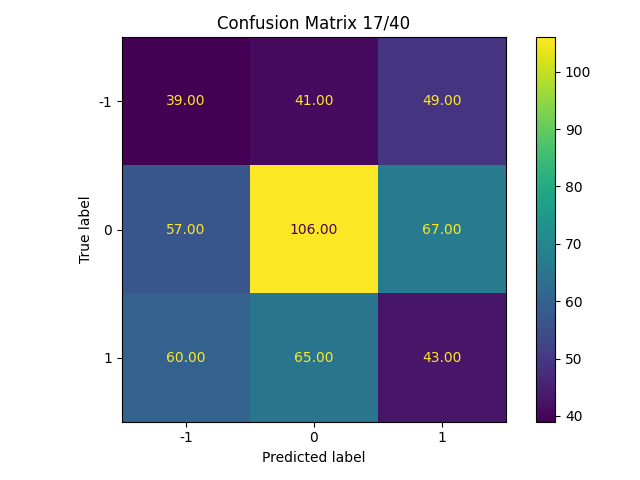 Confusion Matrix 17/40
True label
-1 39.00 41.00 49.00
0 57.00 106.00 67.00
1 60.00 65.00 43.00
-1 0 1
Predicted label
100
90
80
70
60
50
40